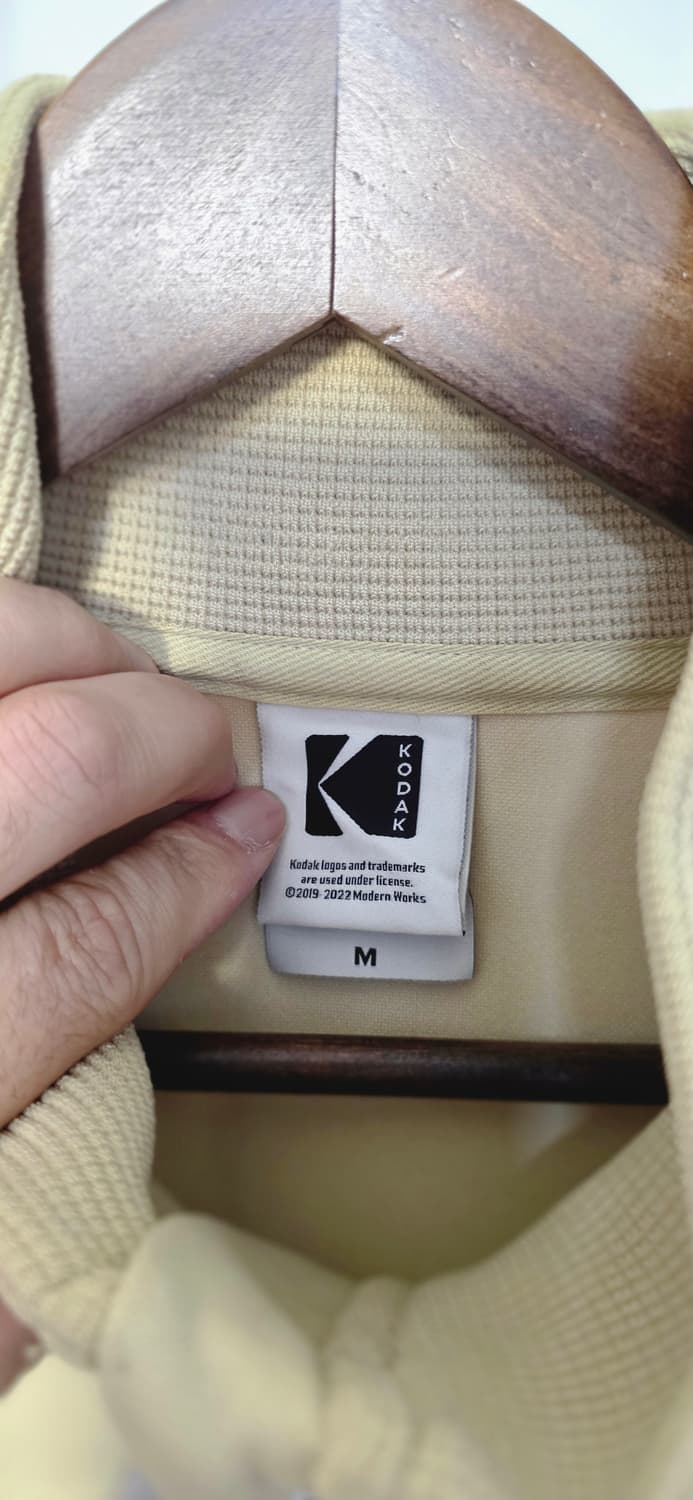 KODAK
Kodak logos and trademarks
are used under license.
©2019-2022 Modern Works
M